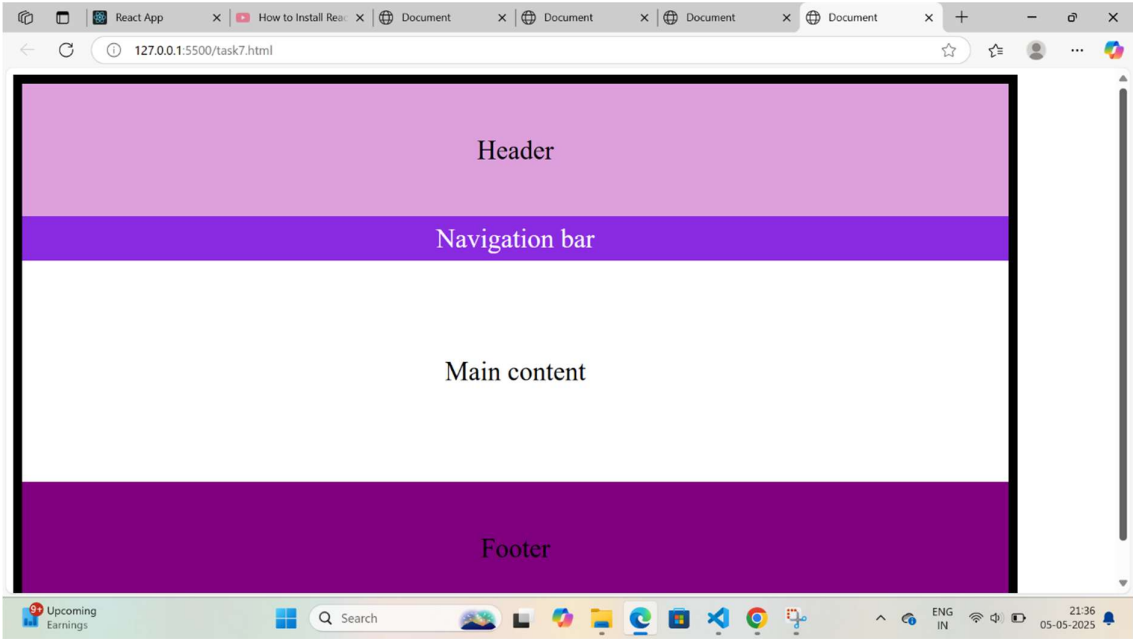 React App
How to Install Reac
Document
Document
Document
Document
127.0.0.1:5500/task7.html
Header
Navigation bar
Main content
Footer
9+
Upcoming
Earnings
Search
ENG
IN
21:36
05-05-2025